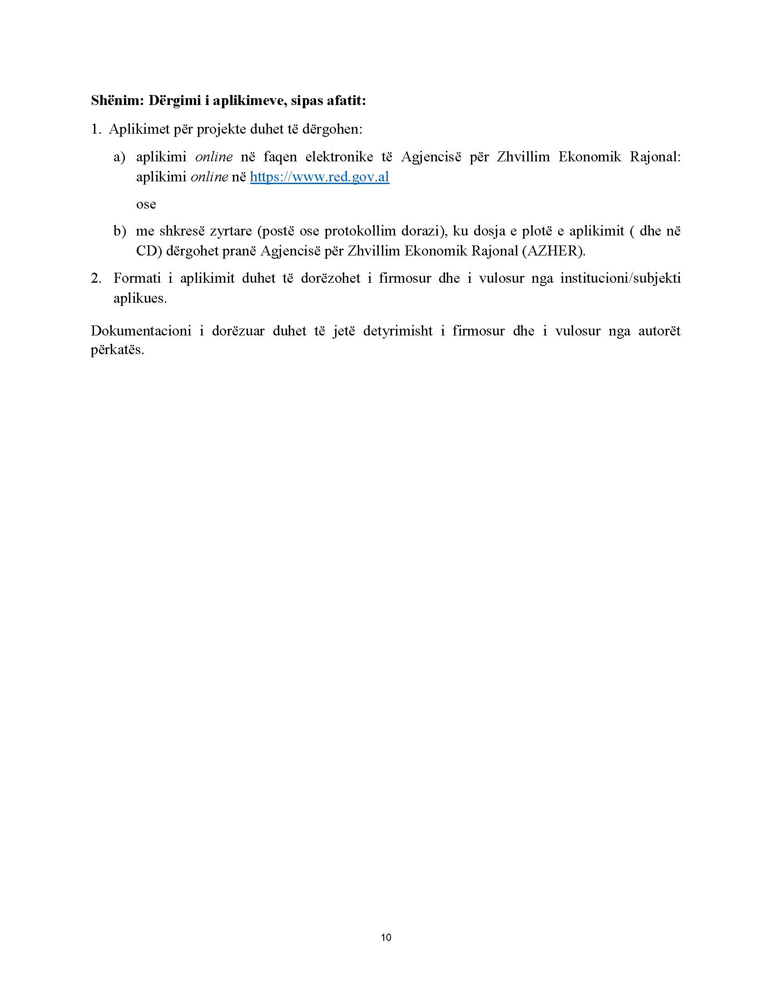 Shënim: Dërgimi i aplikimeve, sipas afatit:
1. Aplikimet për projekte duhet të dërgohen:
a) aplikimi online në faqen elektronike të Agjencisë për Zhvillim Ekonomik Rajonal:
aplikimi online në https://www.red.gov.al
ose
b) me shkresë zyrtare (postë ose protokollim dorazi), ku dosja e plotë e aplikimit ( dhe në
CD) dërgohet pranë Agjencisë për Zhvillim Ekonomik Rajonal (AZHER).
2. Formati i aplikimit duhet të dorëzohet i firmosur dhe i vulosur nga institucioni/subjekti
aplikues.
Dokumentacioni i dorëzuar duhet të jetë detyrimisht i firmosur dhe i vulosur nga autorët
përkatës.
10